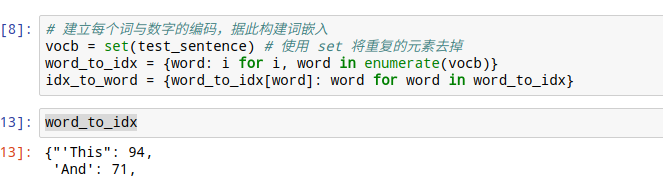 [8]: # 建立每个词与数字的编码，据此构建词嵌入
vocb = set(test_sentence) # 使用 set 将重复的元素去掉
word_to_idx = {word: i for i, word in enumerate(vocb)}
idx_to_word = {word_to_idx[word]: word for word in word_to_idx}
13]: word_to_idx
13]: {"'This": 94,
'And': 71,